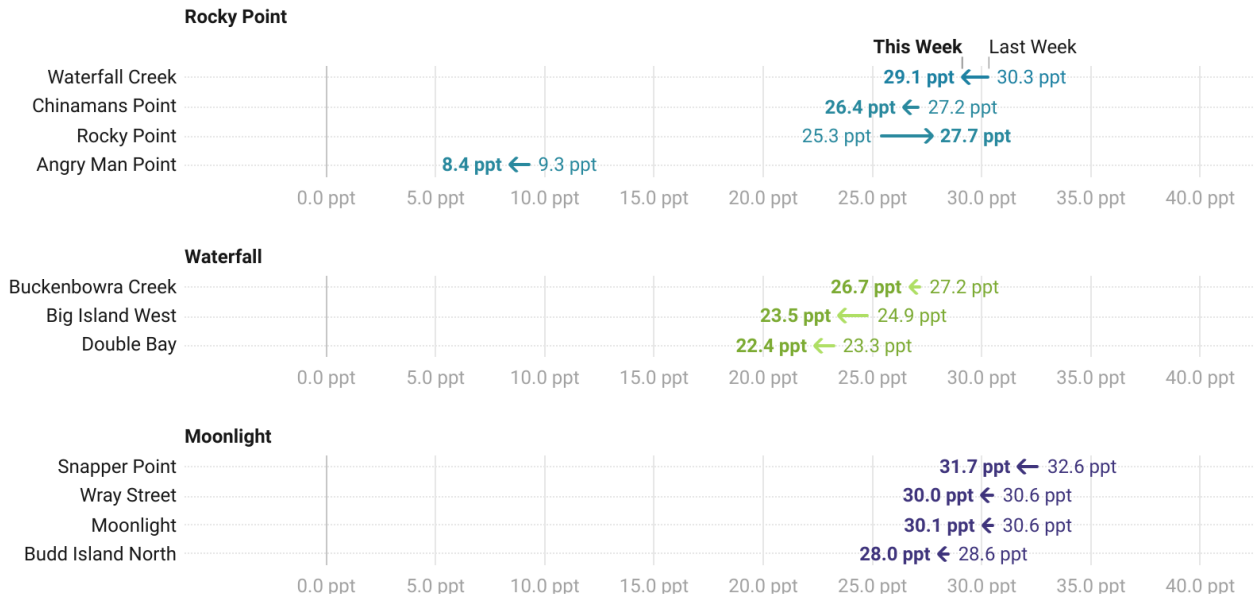 Rocky Point
This Week Last Week
Waterfall Creek 29.1 ppt 30.3 ppt
Chinamans Point 26.4 ppt 27.2 ppt
Rocky Point 25.3 ppt 27.7 ppt
Angry Man Point 8.4 ppt 9.3 ppt
0.0 ppt 5.0 ppt 10.0 ppt 15.0 ppt 20.0 ppt 25.0 ppt 30.0 ppt 35.0 ppt 40.0 ppt
Waterfall
Buckenbowra Creek 26.7 ppt 27.2 ppt
Big Island West 23.5 ppt 24.9 ppt
Double Bay 22.4 ppt 23.3 ppt
0.0 ppt 5.0 ppt 10.0 ppt 15.0 ppt 20.0 ppt 25.0 ppt 30.0 ppt 35.0 ppt 40.0 ppt
Moonlight
Snapper Point 31.7 ppt 32.6 ppt
Wray Street 30.0 ppt 30.6 ppt
Moonlight 30.1 ppt 30.6 ppt
Budd Island North 28.0 ppt 28.6 ppt
0.0 ppt 5.0 ppt 10.0 ppt 15.0 ppt 20.0 ppt 25.0 ppt 30.0 ppt 35.0 ppt 40.0 ppt